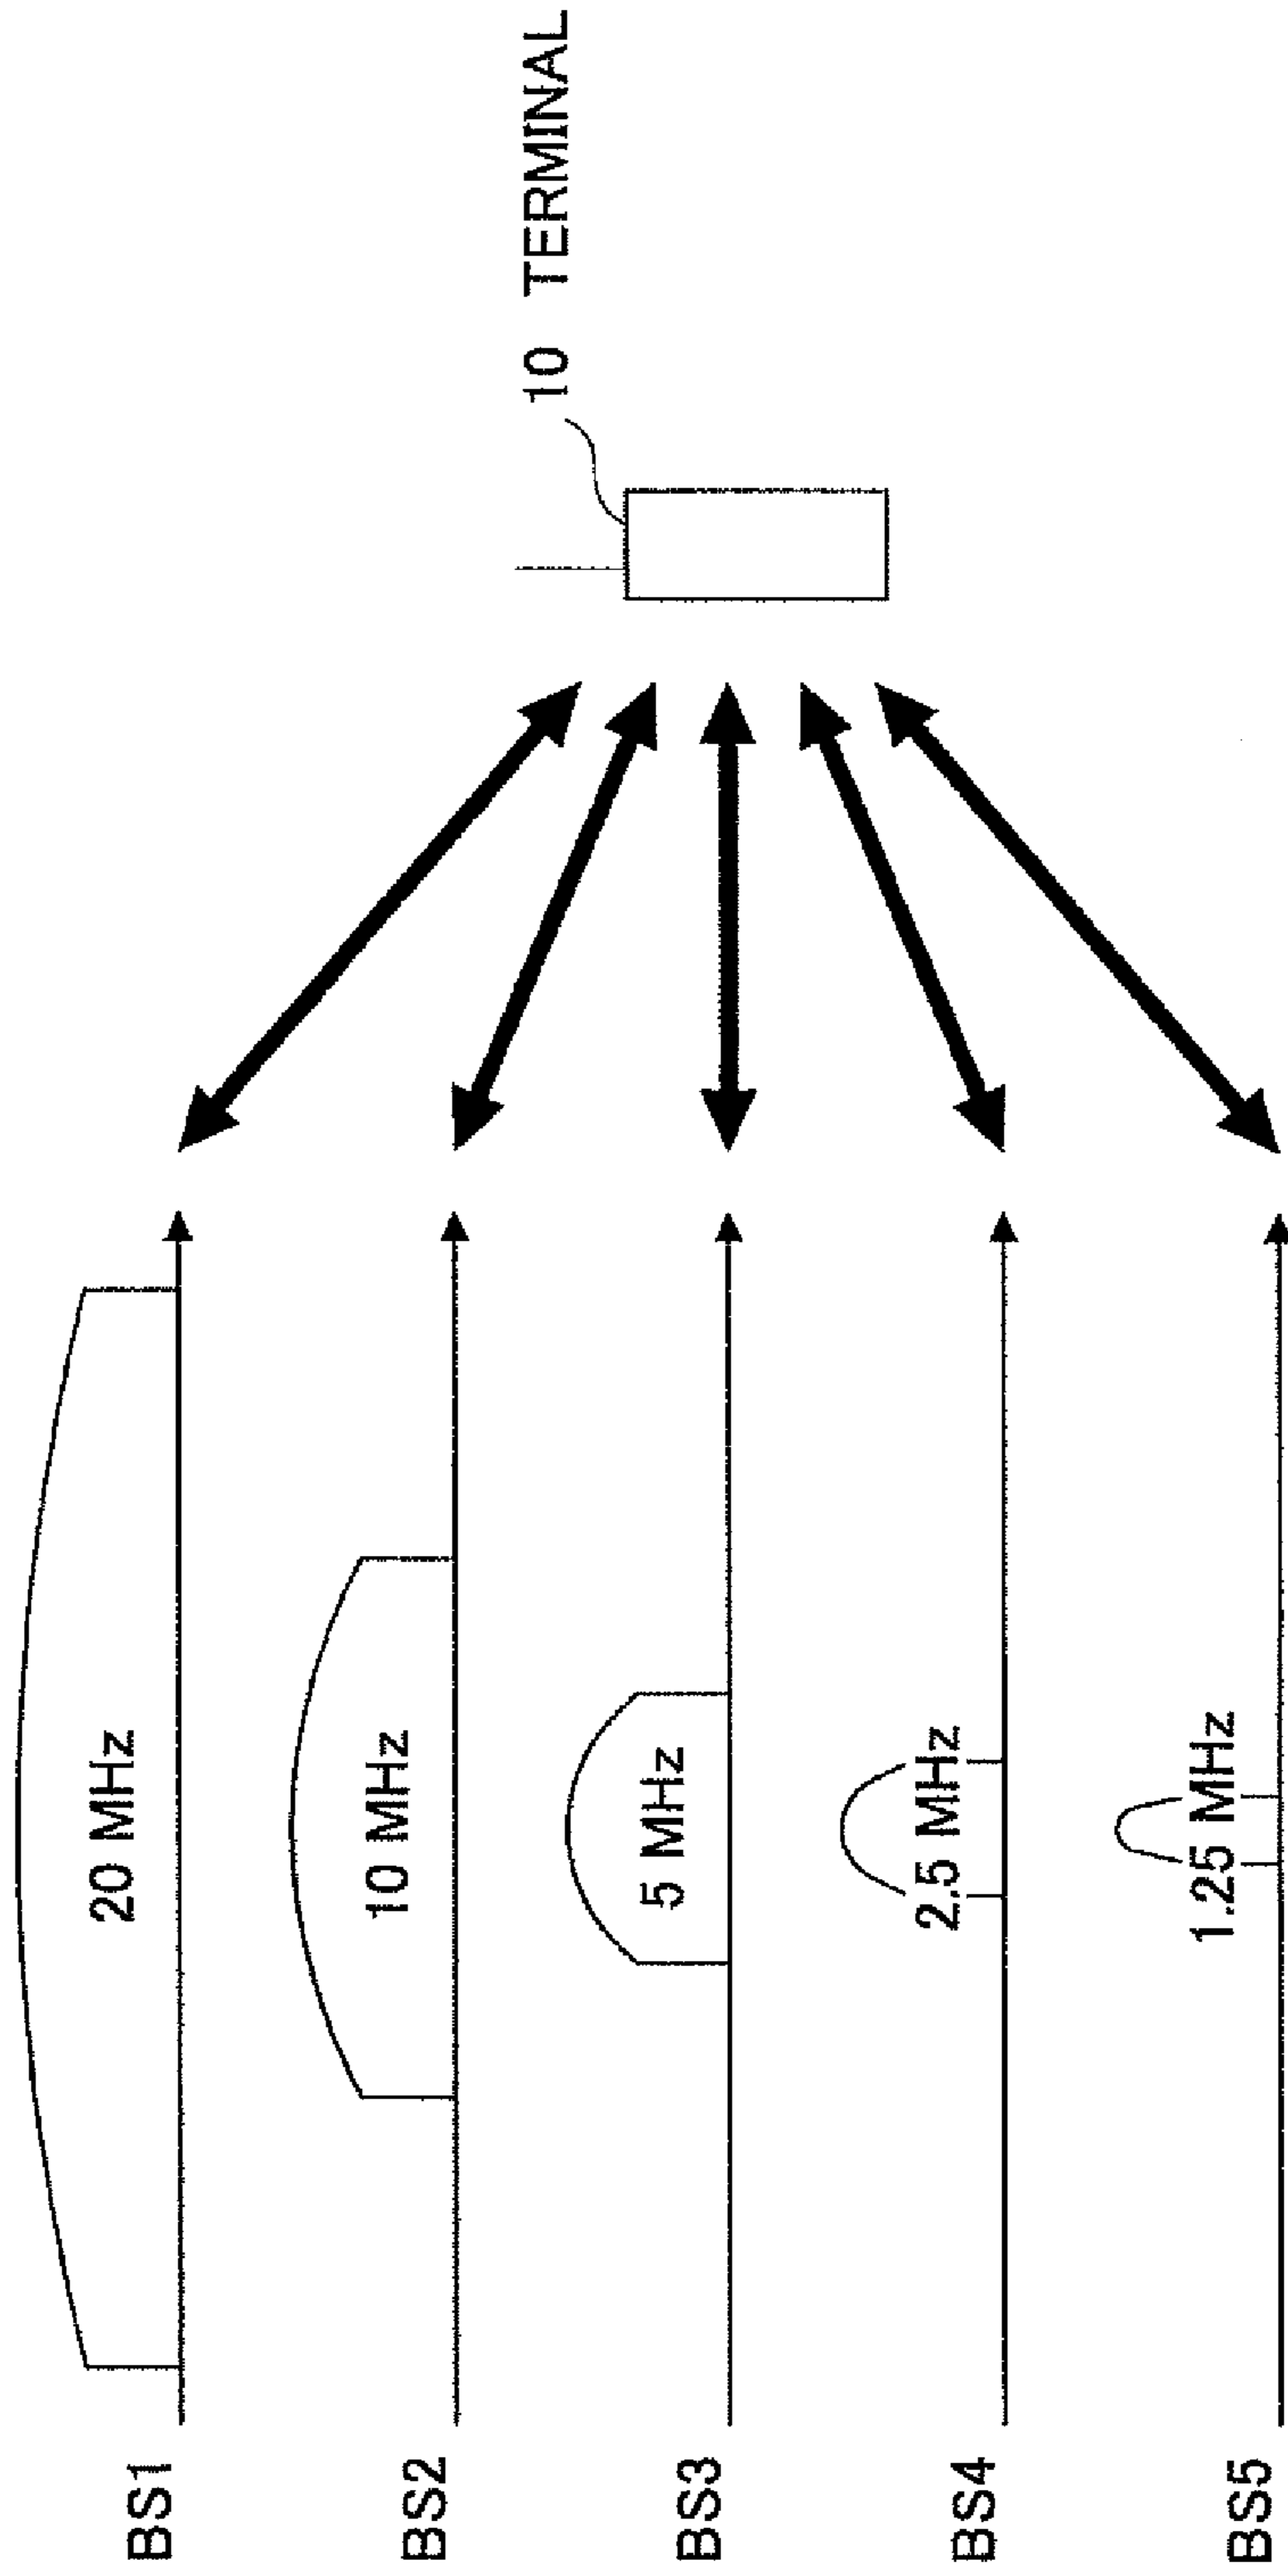 BS1
20 MHz
BS2
10 MHz
10 TERMINAL
BS3
5 MHz
BS4
2.5 MHz
BS5
1.25 MHz